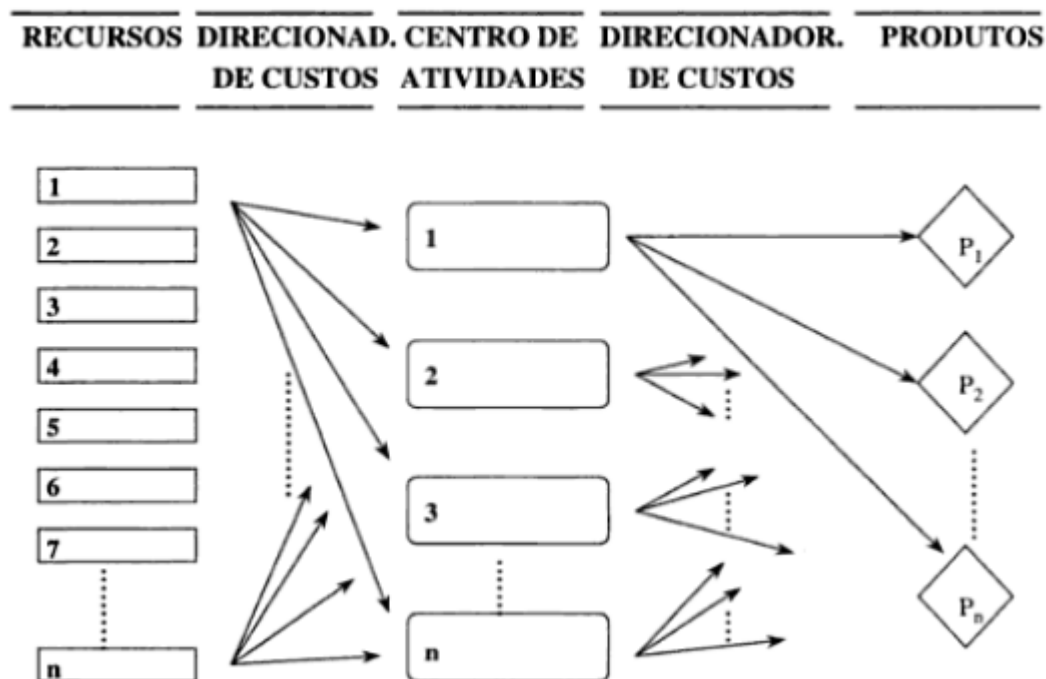 RECURSOS DIRECIONAD. CENTRO DE DIRECIONADOR. PRODUTOS
DE CUSTOS ATIVIDADES DE CUSTOS
1
2
3
4
5
6
7
n
1
2
3
n
P₁
P₂
Pₙ